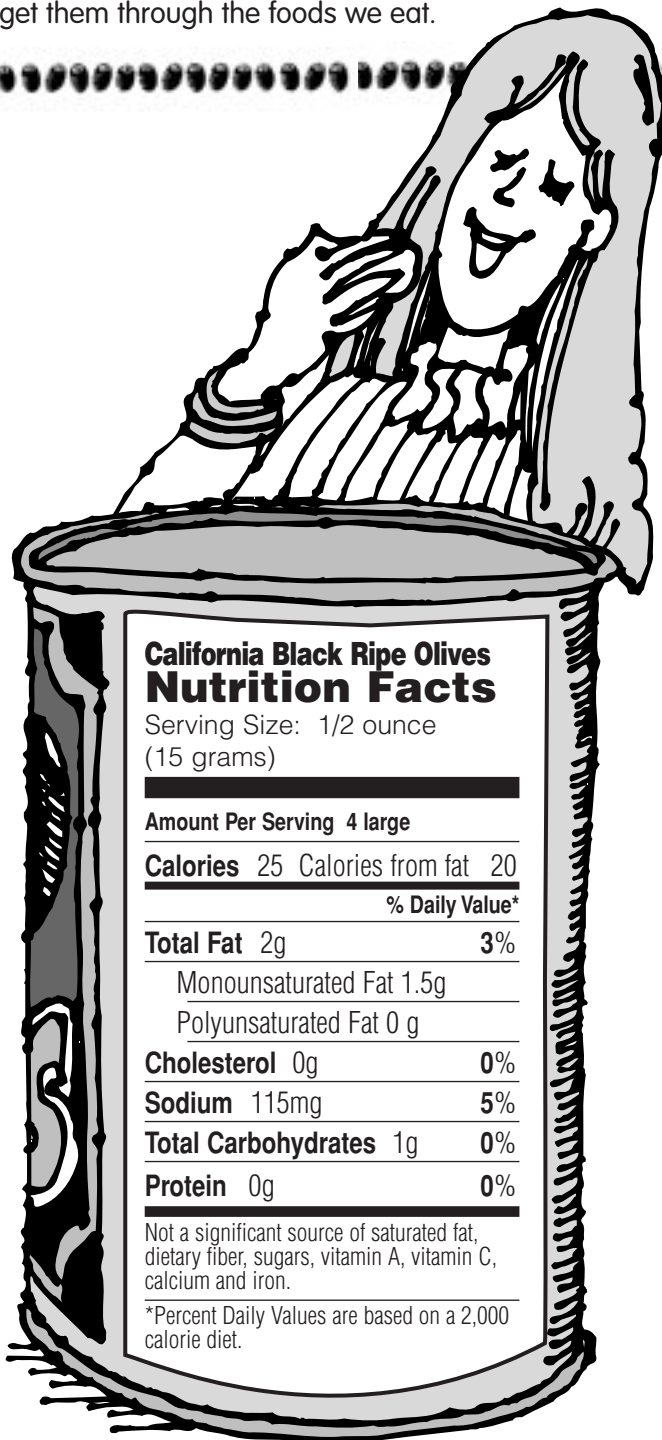 get them through the foods we eat.
California Black Ripe Olives
Nutrition Facts
Serving Size: 1/2 ounce
(15 grams)
Amount Per Serving 4 large
Calories 25 Calories from fat 20
% Daily Value*
Total Fat 2g 3%
Monounsaturated Fat 1.5g
Polyunsaturated Fat 0 g
Cholesterol 0g 0%
Sodium 115mg 5%
Total Carbohydrates 1g 0%
Protein 0g 0%
Not a significant source of saturated fat,
dietary fiber, sugars, vitamin A, vitamin C,
calcium and iron.
*Percent Daily Values are based on a 2,000
calorie diet.